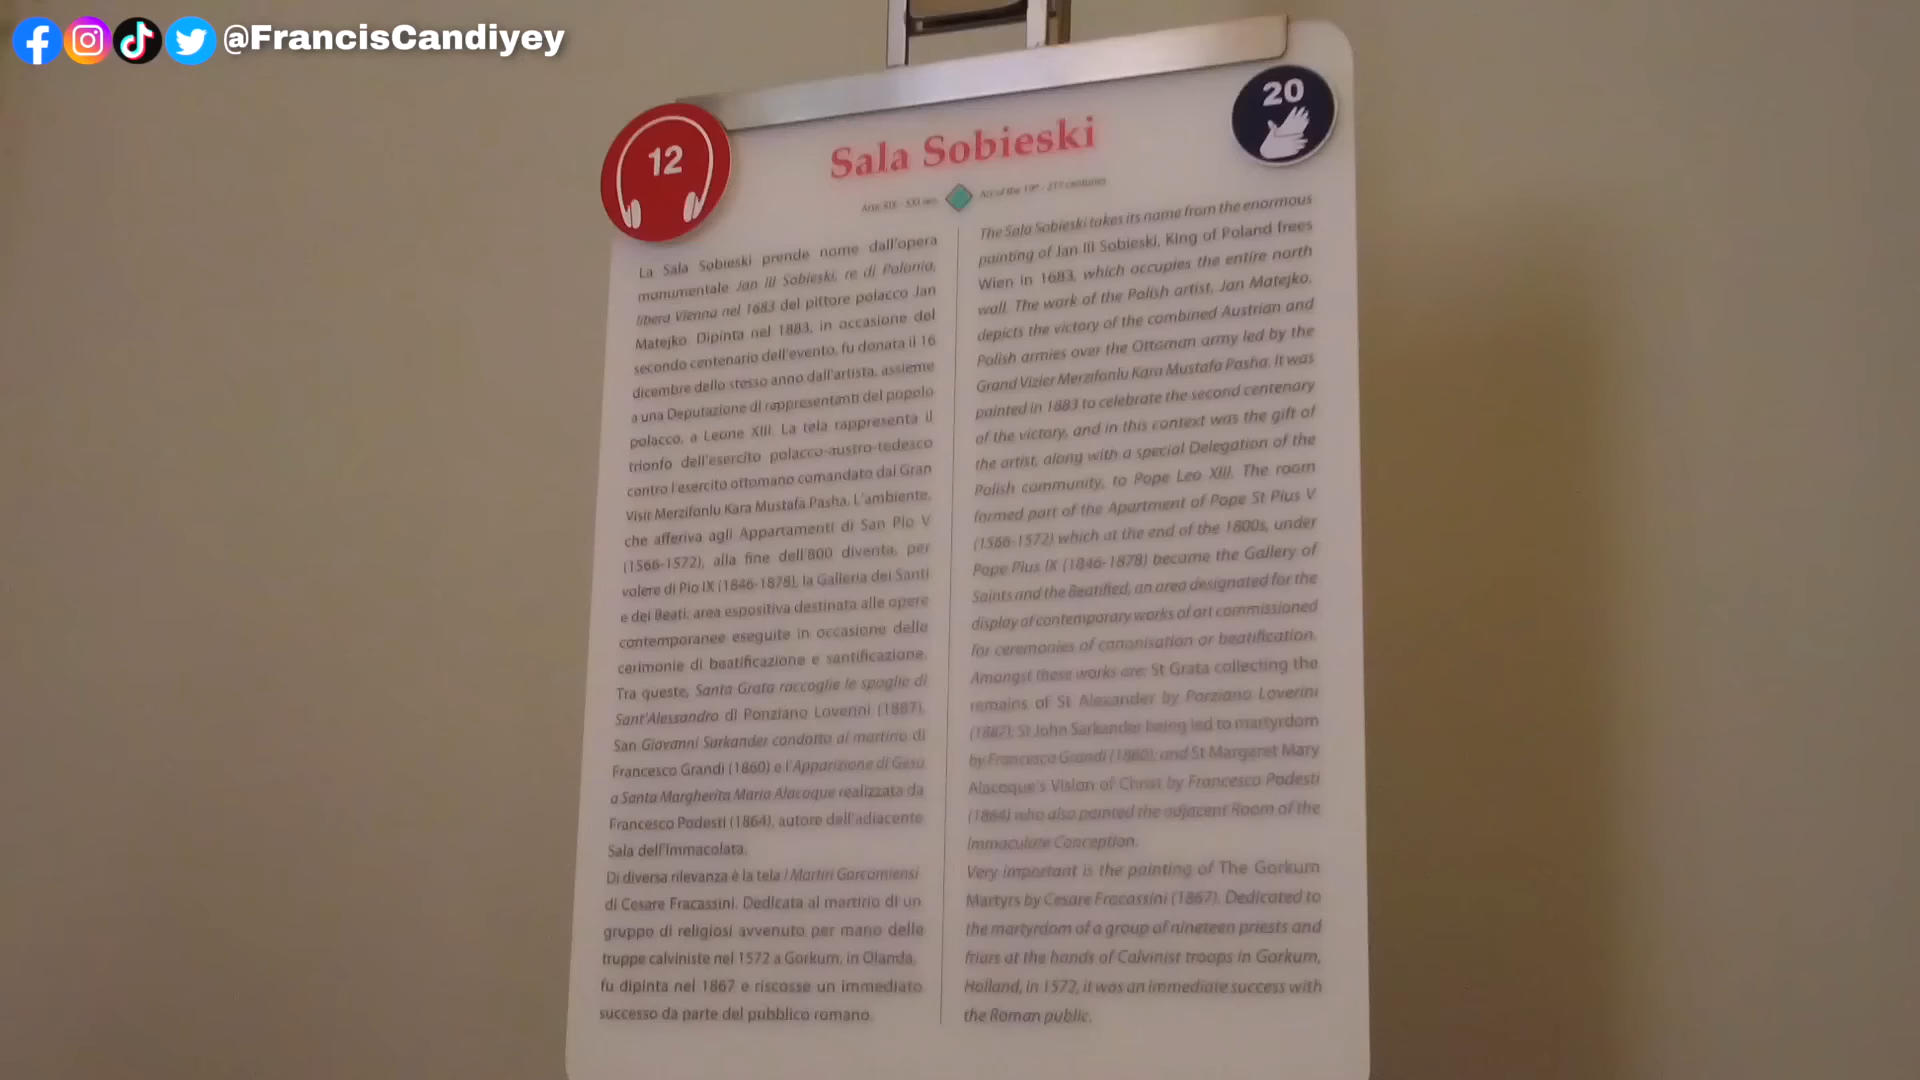 @FrancisCandiyey
12
20
Sala Sobieski
Arte XIX - XXI sec.
Art of the 19th - 21st centuries
La Sala Sobieski prende nome dall'opera
monumentale Jan III Sobieski, re di Polonia,
libera Vienna nel 1683 del pittore polacco Jan
Matejko. Dipinta nel 1883, in occasione del
secondo centenario dell'evento, fu donata il 16
dicembre dello stesso anno dall'artista, assieme
a una Deputazione di rappresentanti del popolo
polacco, a Leone XIII. La tela rappresenta il
trionfo dell'esercito polacco-austro-tedesco
contro l'esercito ottomano comandato dal Gran
Visir Merzifonlu Kara Mustafa Pasha. L'ambiente,
che afferiva agli Appartamenti di San Pio V
(1566-1572), alla fine dell'800 diventa, per
volere di Pio IX (1846-1878), la Galleria dei Santi
e dei Beati: area espositiva destinata alle opere
contemporanee eseguite in occasione delle
cerimonie di beatificazione e santificazione.
Tra queste, Santa Grata raccoglie le spoglie di
Sant'Alessandro di Ponziano Loverini (1887),
San Giovanni Sarkander condotto al martirio di
Francesco Grandi (1860) e l'Apparizione di Gesù
a Santa Margherita Maria Alacoque realizzata da
Francesco Podesti (1864), autore dell'adiacente
Sala dell'Immacolata.
Di diversa rilevanza è la tela I Martiri Gorcomiensi
di Cesare Fracassini. Dedicata al martirio di un
gruppo di religiosi avvenuto per mano delle
truppe calviniste nel 1572 a Gorkum, in Olanda,
fu dipinta nel 1867 e riscosse un immediato
successo da parte del pubblico romano.
The Sala Sobieski takes its name from the enormous
painting of Jan III Sobieski, King of Poland frees
Wien in 1683, which occupies the entire north
wall. The work of the Polish artist, Jan Matejko,
depicts the victory of the combined Austrian and
Polish armies over the Ottoman army led by the
Grand Vizier Merzifonlu Kara Mustafa Pasha. It was
painted in 1883 to celebrate the second centenary
of the victory, and in this context was the gift of
the artist, along with a special Delegation of the
Polish community, to Pope Leo XIII. The room
formed part of the Apartment of Pope St Pius V
(1566-1572) which at the end of the 1800s, under
Pope Pius IX (1846-1878) became the Gallery of
Saints and the Beatified, an area designated for the
display of contemporary works of art commissioned
for ceremonies of canonisation or beatification.
Amongst these works are: St Grata collecting the
remains of St Alexander by Ponziano Loverini
(1887); St John Sarkander being led to martyrdom
by Francesco Grandi (1860); and St Margaret Mary
Alacoque's Vision of Christ by Francesco Podesti
(1864) who also painted the adjacent Room of the
Immaculate Conception.
Very important is the painting of The Gorkum
Martyrs by Cesare Fracassini (1867). Dedicated to
the martyrdom of a group of nineteen priests and
friars at the hands of Calvinist troops in Gorkum,
Holland, in 1572, it was an immediate success with
the Roman public.